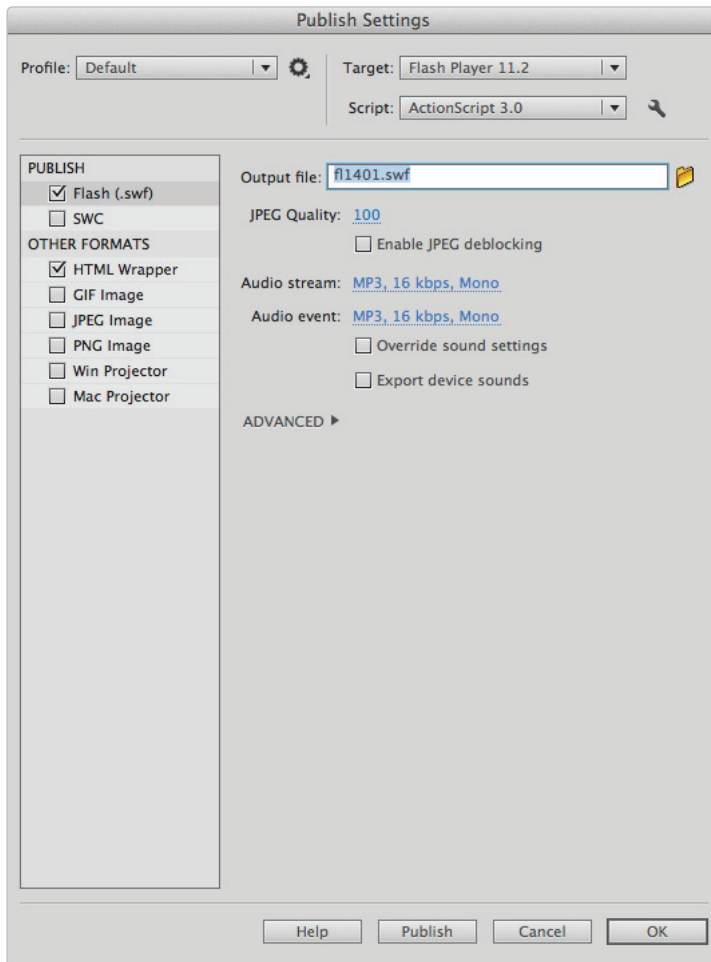 Publish Settings
Profile: Default
Target: Flash Player 11.2
Script: ActionScript 3.0
PUBLISH
Flash (.swf)
SWC
OTHER FORMATS
HTML Wrapper
GIF Image
JPEG Image
PNG Image
Win Projector
Mac Projector
Output file: fl1401.swf
JPEG Quality: 100
Enable JPEG deblocking
Audio stream: MP3, 16 kbps, Mono
Audio event: MP3, 16 kbps, Mono
Override sound settings
Export device sounds
ADVANCED
Help Publish Cancel OK